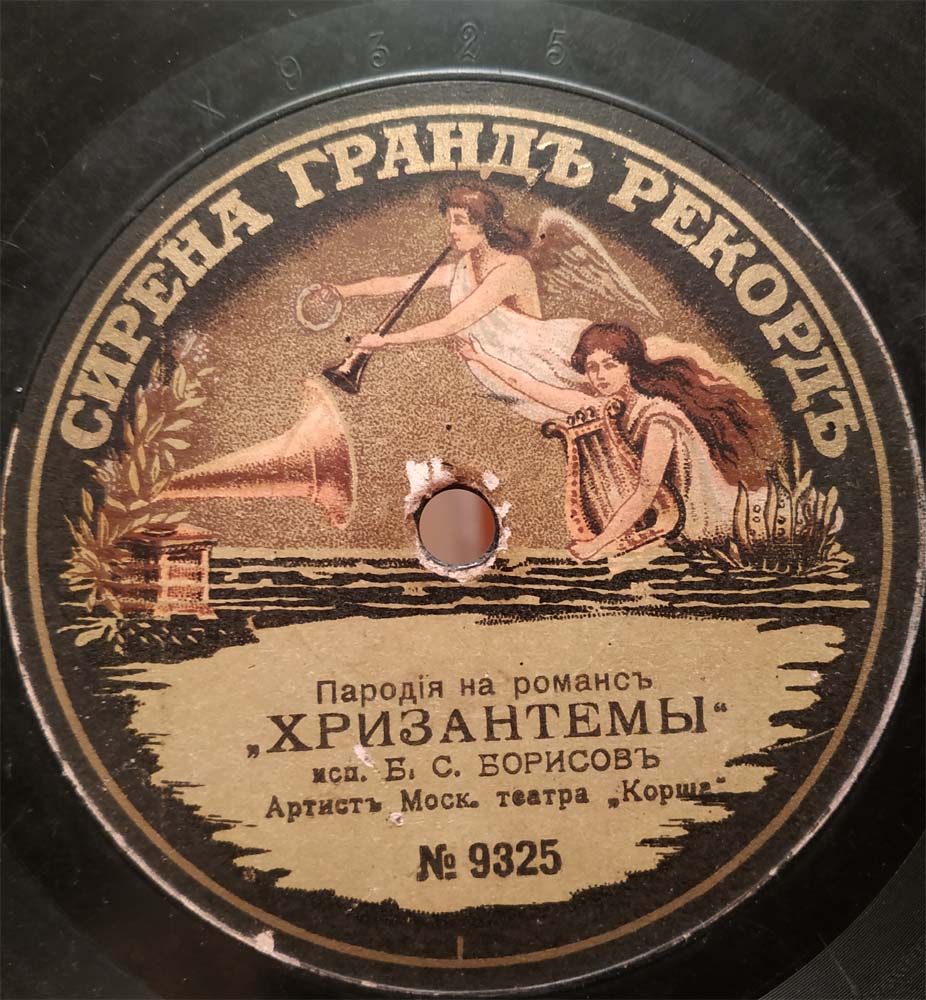 X 9325
СИРЕНА ГРАНДЪ РЕКОРДЪ
Пародія на романсъ
„ХРИЗАНТЕМЫ“
исп. Б. С. БОРИСОВЪ
Артистъ Моск. театра „Корша“
№ 9325